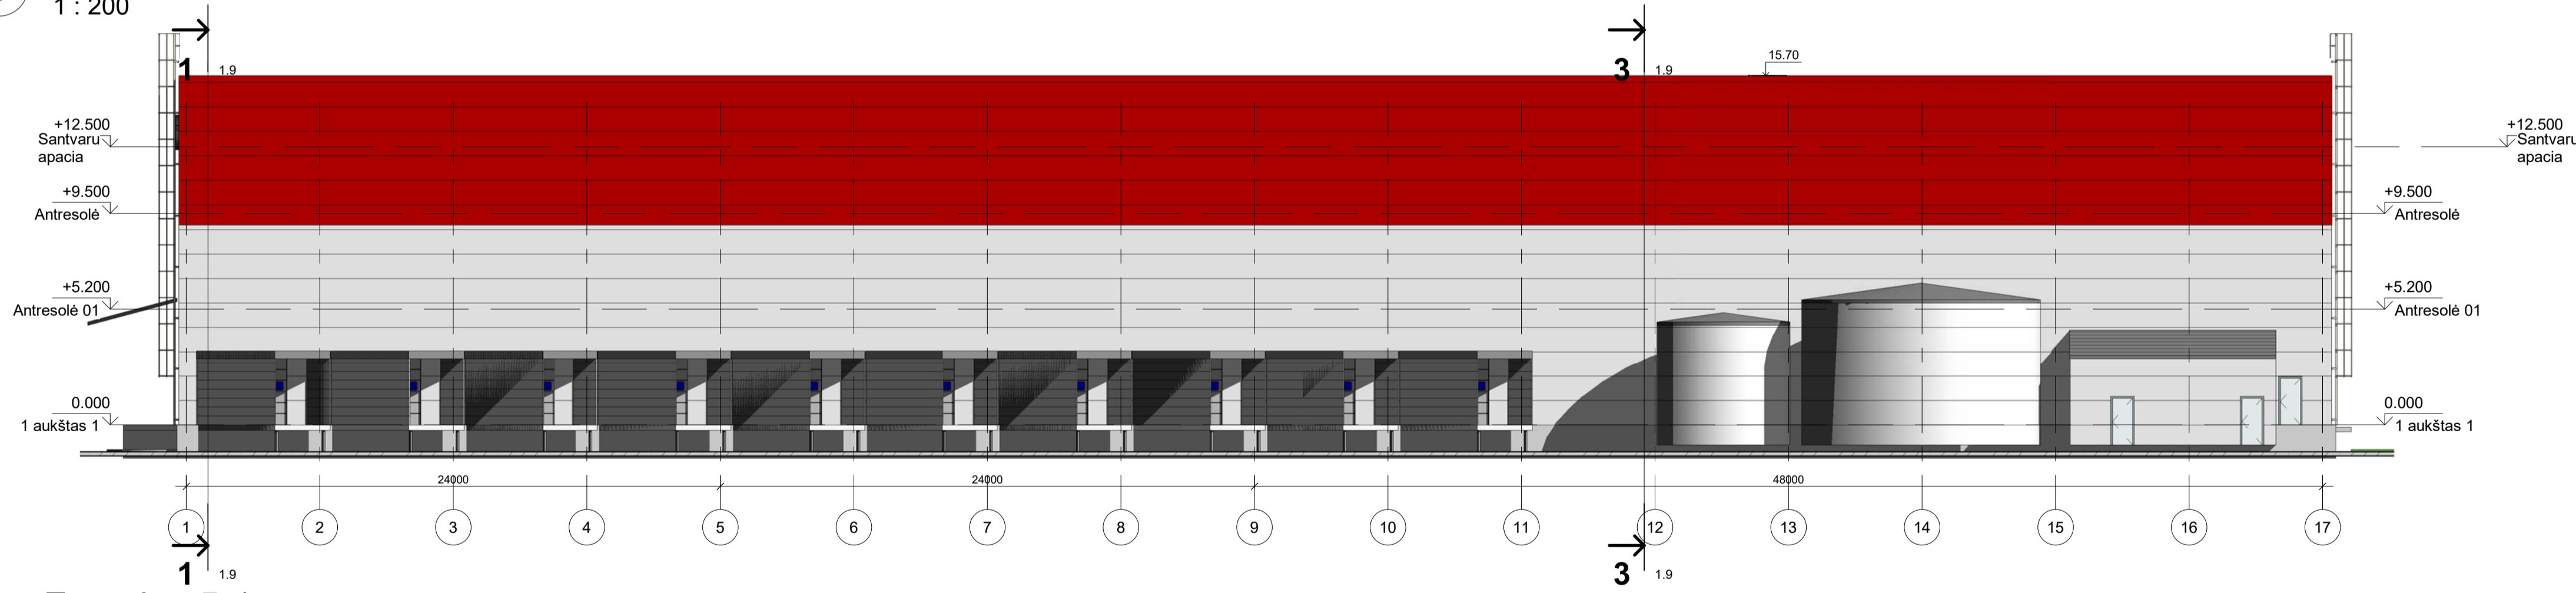 1 : 200
1
1.9
3
1.9
15.70
+12.500
Santvaru
apacia
+12.500
Santvaru
apacia
+9.500
Antresolė
+9.500
Antresolė
+5.200
Antresolė 01
+5.200
Antresolė 01
0.000
1 aukštas 1
0.000
1 aukštas 1
24000
24000
48000
1 2 3 4 5 6 7 8 9 10 11 12 13 14 15 16 17
1
1.9
3
1.9